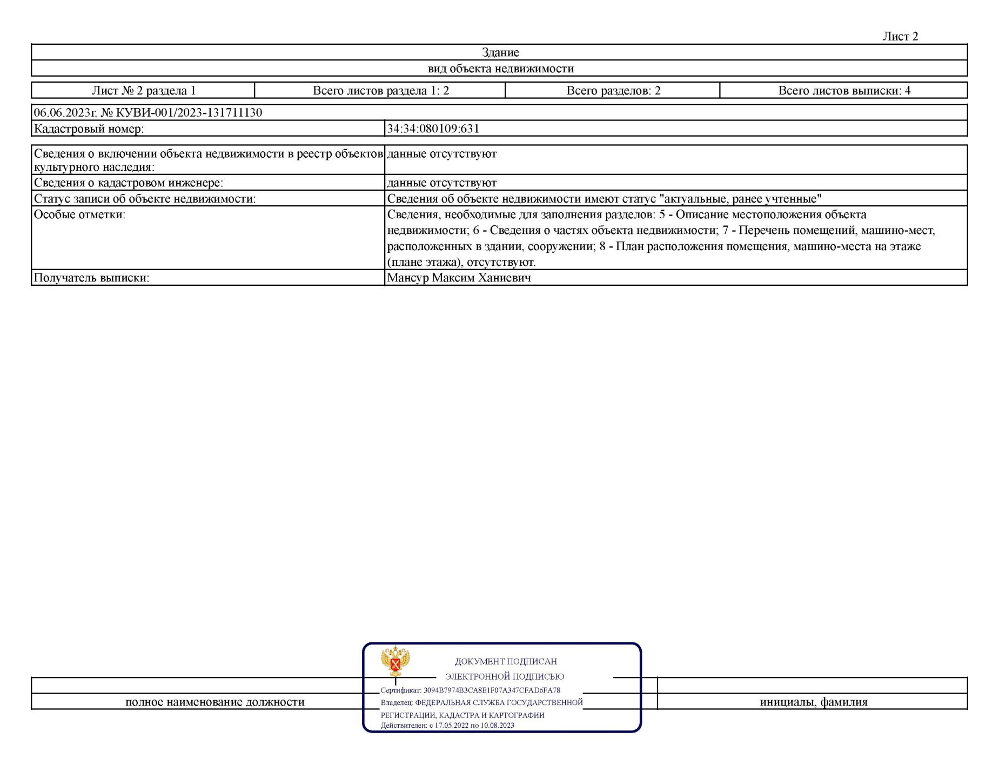 Лист 2
Здание
вид объекта недвижимости
Лист № 2 раздела 1 Всего листов раздела 1: 2 Всего разделов: 2 Всего листов выписки: 4
06.06.2023г. № КУВИ-001/2023-131711130
Кадастровый номер: 34:34:080109:631
Сведения о включении объекта недвижимости в реестр объектов данные отсутствуют
культурного наследия:
Сведения о кадастровом инженере: данные отсутствуют
Статус записи об объекте недвижимости: Сведения об объекте недвижимости имеют статус "актуальные, ранее учтенные"
Особые отметки: Сведения, необходимые для заполнения разделов: 5 - Описание местоположения объекта
недвижимости; 6 - Сведения о частях объекта недвижимости; 7 - Перечень помещений, машино-мест,
расположенных в здании, сооружении; 8 - План расположения помещения, машино-места на этаже
(плане этажа), отсутствуют.
Получатель выписки: Мансур Максим Ханиевич
ДОКУМЕНТ ПОДПИСАН
ЭЛЕКТРОННОЙ ПОДПИСЬЮ
Сертификат: 3094B7974B3CA8E1F07A347CFAD6FA78
полное наименование должности Владелец: ФЕДЕРАЛЬНАЯ СЛУЖБА ГОСУДАРСТВЕННОЙ инициалы, фамилия
РЕГИСТРАЦИИ, КАДАСТРА И КАРТОГРАФИИ
Действителен: с 17.05.2022 по 10.08.2023